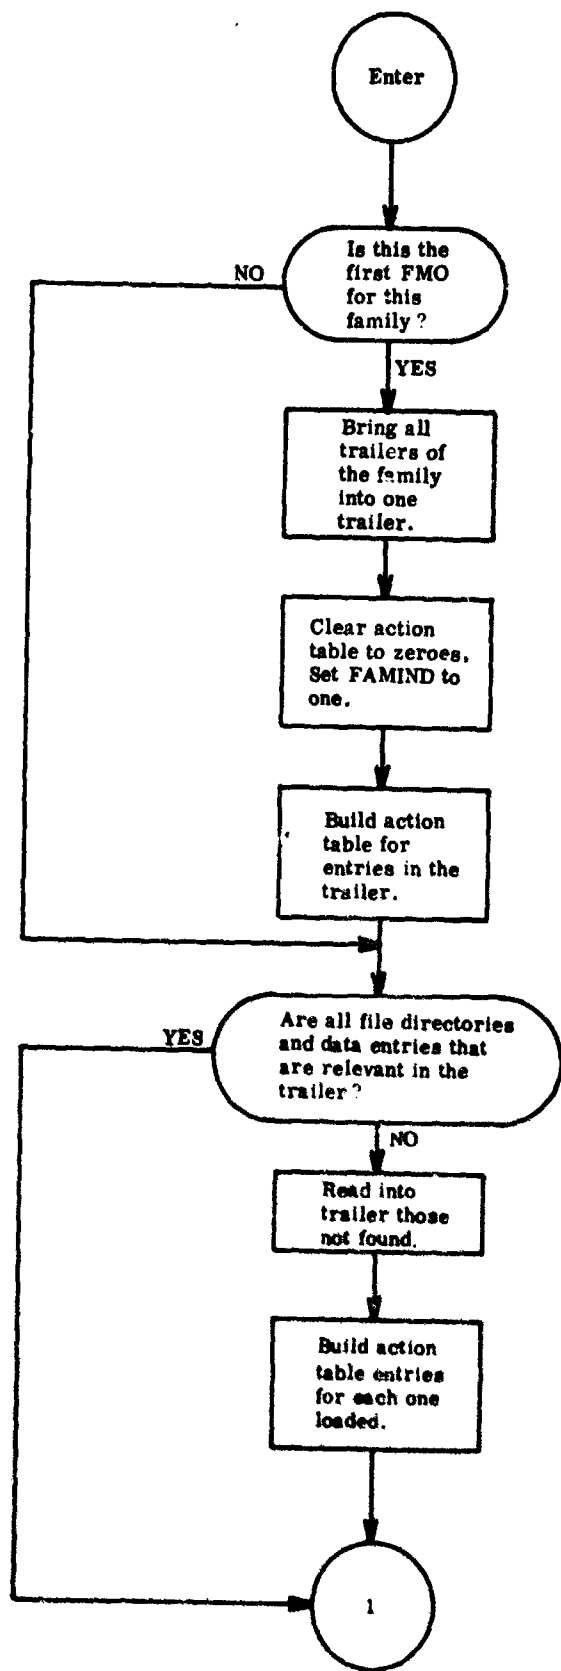 Enter
Is this the
first FMO
for this
family?
NO
YES
Bring all
trailers of
the family
into one
trailer.
Clear action
table to zeroes.
Set FAMIND to
one.
Build action
table for
entries in the
trailer.
Are all file directories
and data entries that
are relevant in the
trailer?
YES
NO
Read into
trailer those
not found.
Build action
table entries
for each one
loaded.
1